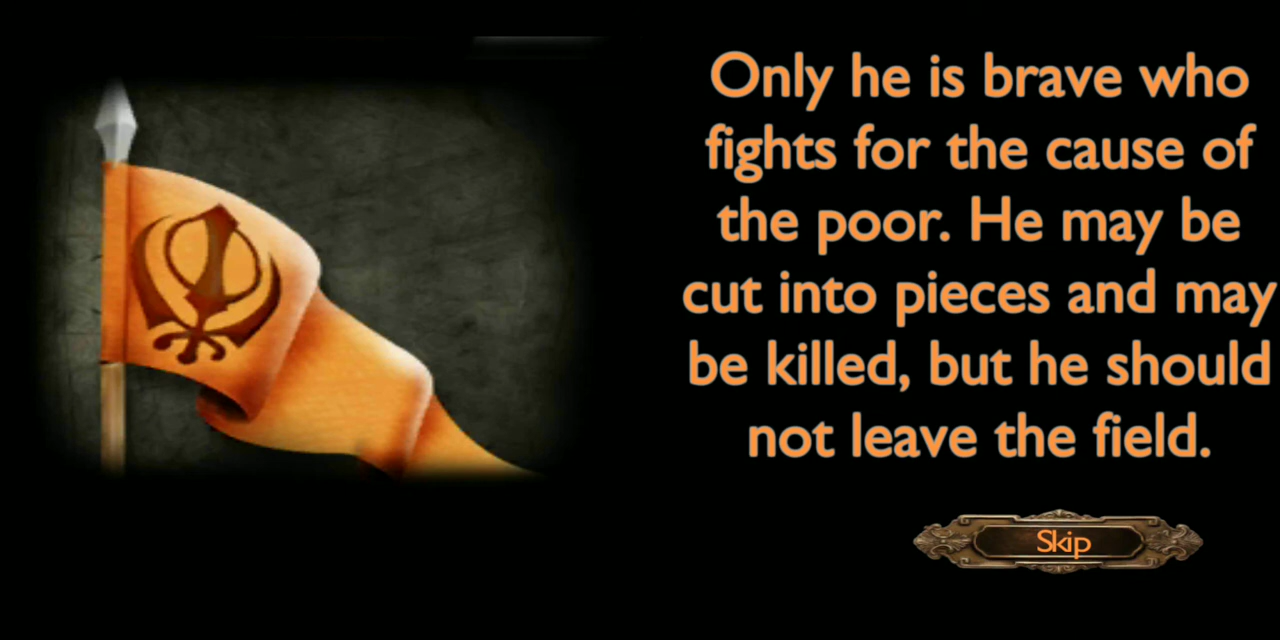 Only he is brave who
fights for the cause of
the poor. He may be
cut into pieces and may
be killed, but he should
not leave the field.
Skip